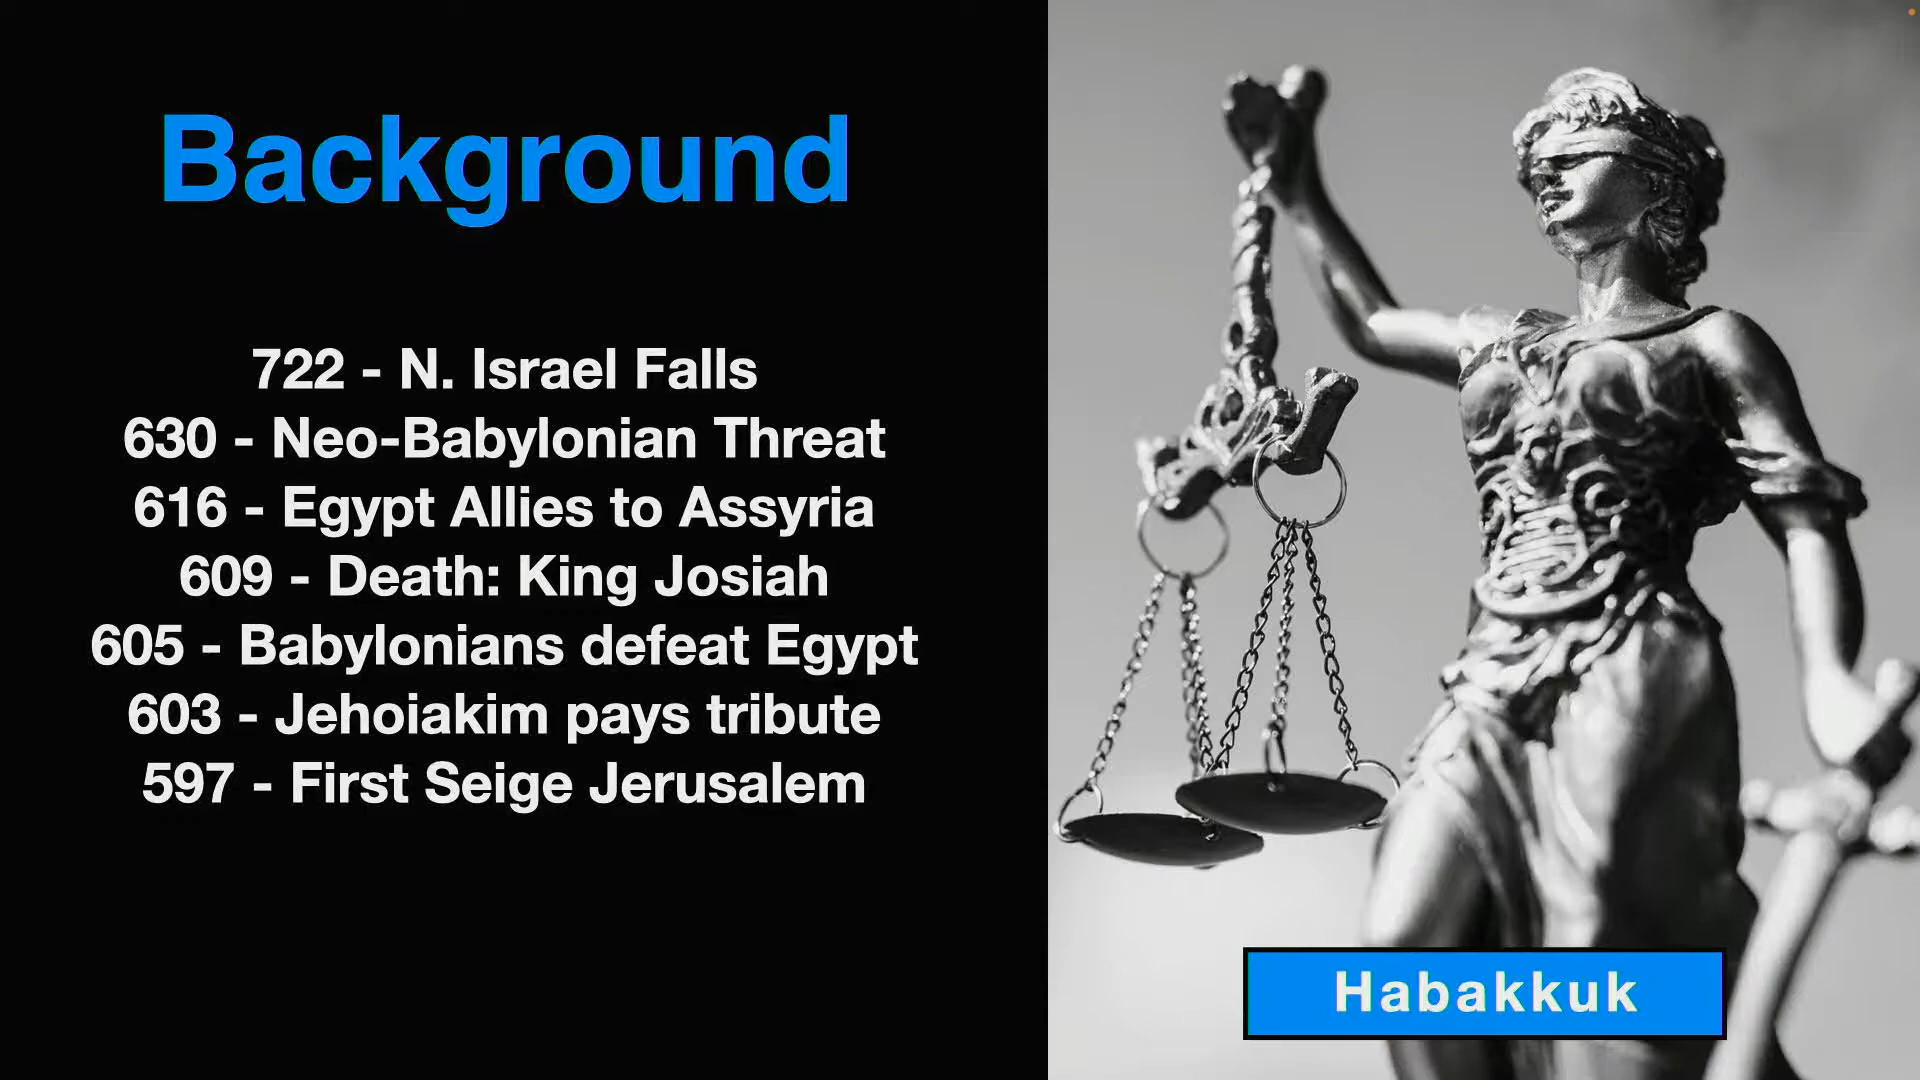 Background
722 - N. Israel Falls
630 - Neo-Babylonian Threat
616 - Egypt Allies to Assyria
609 - Death: King Josiah
605 - Babylonians defeat Egypt
603 - Jehoiakim pays tribute
597 - First Seige Jerusalem
Habakkuk